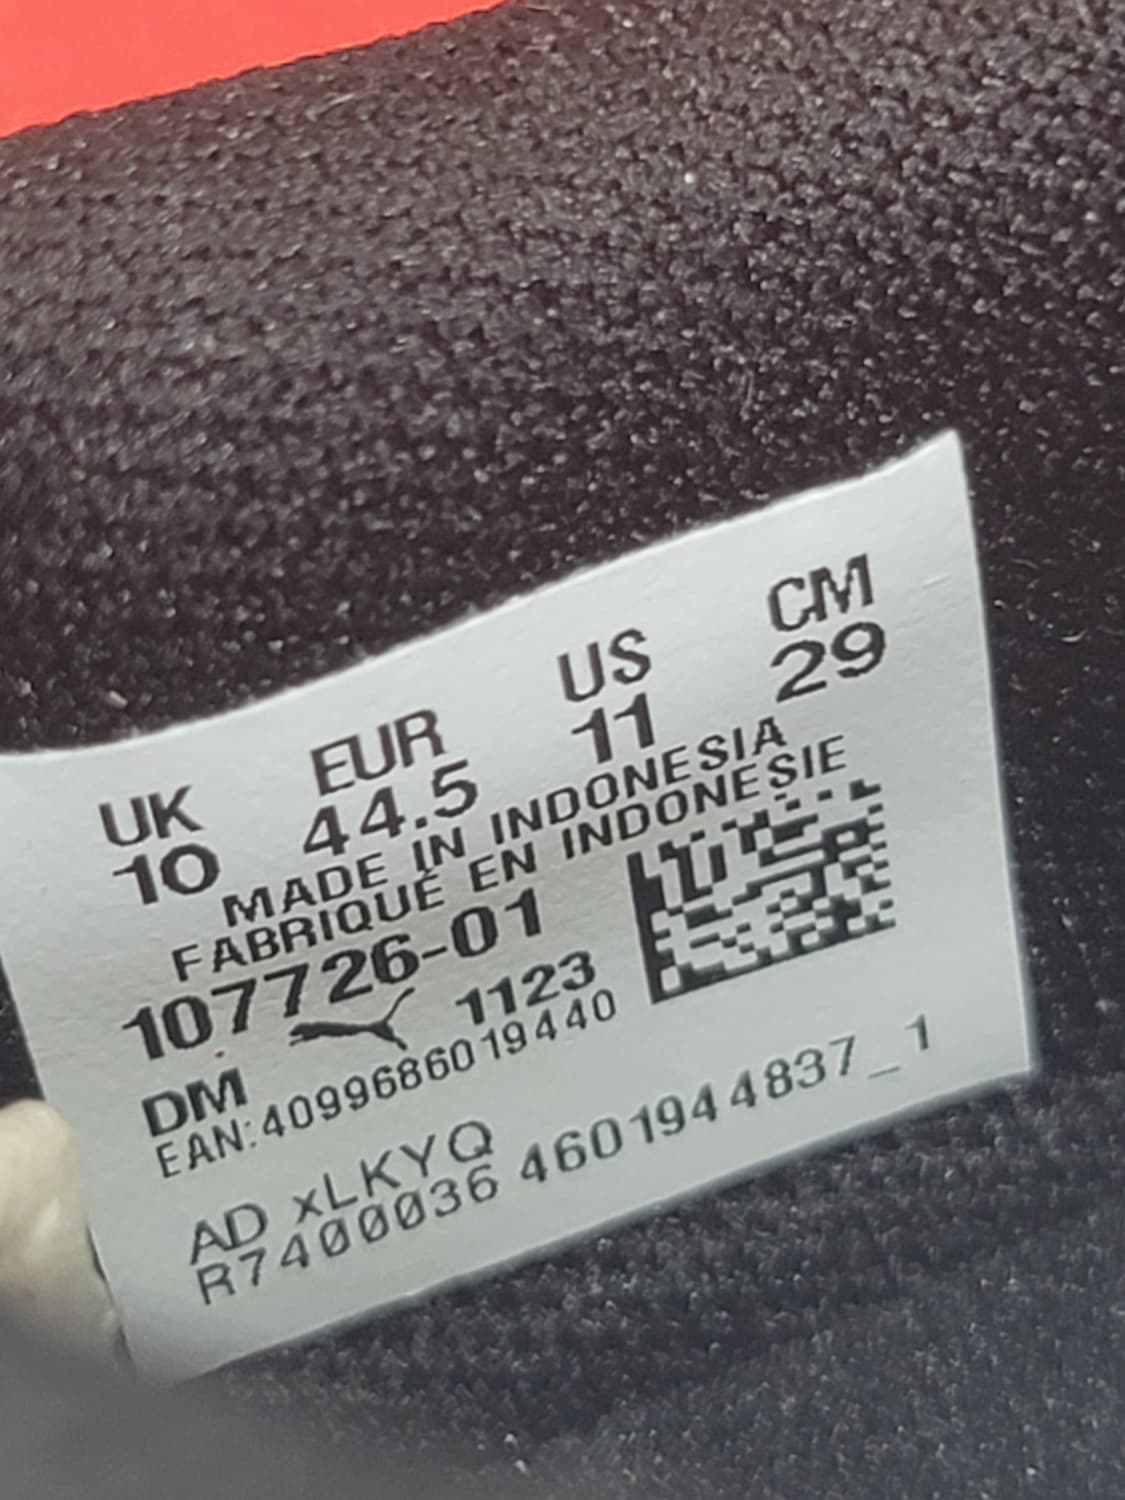 UK EUR US CM
10 44.5 11 29
MADE IN INDONESIA
FABRIQUÉ EN INDONESIE
107726-01
1123
DM
EAN:4099686019440
AD xLKYQ
R7400036 4601944837_1